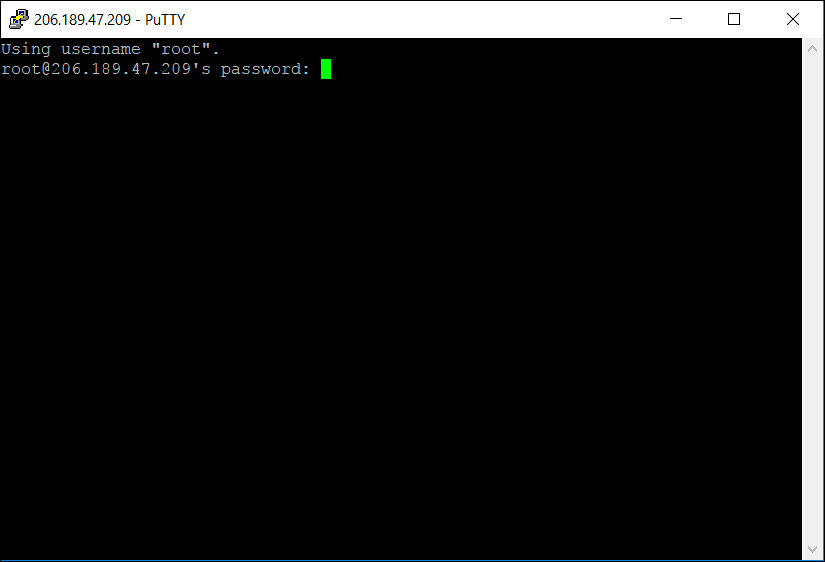 206.189.47.209 - PuTTY
Using username "root".
root@206.189.47.209's password: